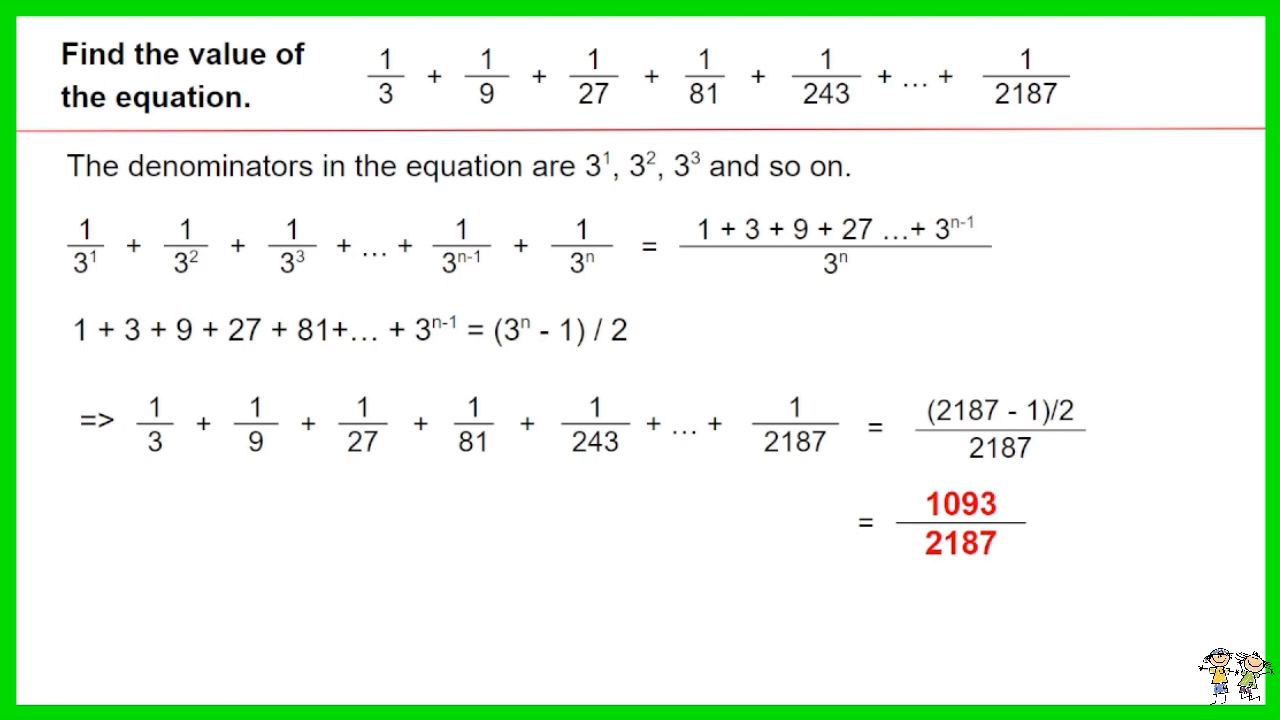 Find the value of the equation. 1/3 + 1/9 + 1/27 + 1/81 + 1/243 + … + 1/2187
The denominators in the equation are 3¹, 3², 3³ and so on.
1/3¹ + 1/3² + 1/3³ + … + 1/3ⁿ⁻¹ + 1/3ⁿ = (1 + 3 + 9 + 27 …+ 3ⁿ⁻¹)/3ⁿ
1 + 3 + 9 + 27 + 81+… + 3ⁿ⁻¹ = (3ⁿ - 1) / 2
=> 1/3 + 1/9 + 1/27 + 1/81 + 1/243 + … + 1/2187 = (2187 - 1)/2 / 2187
= 1093/2187